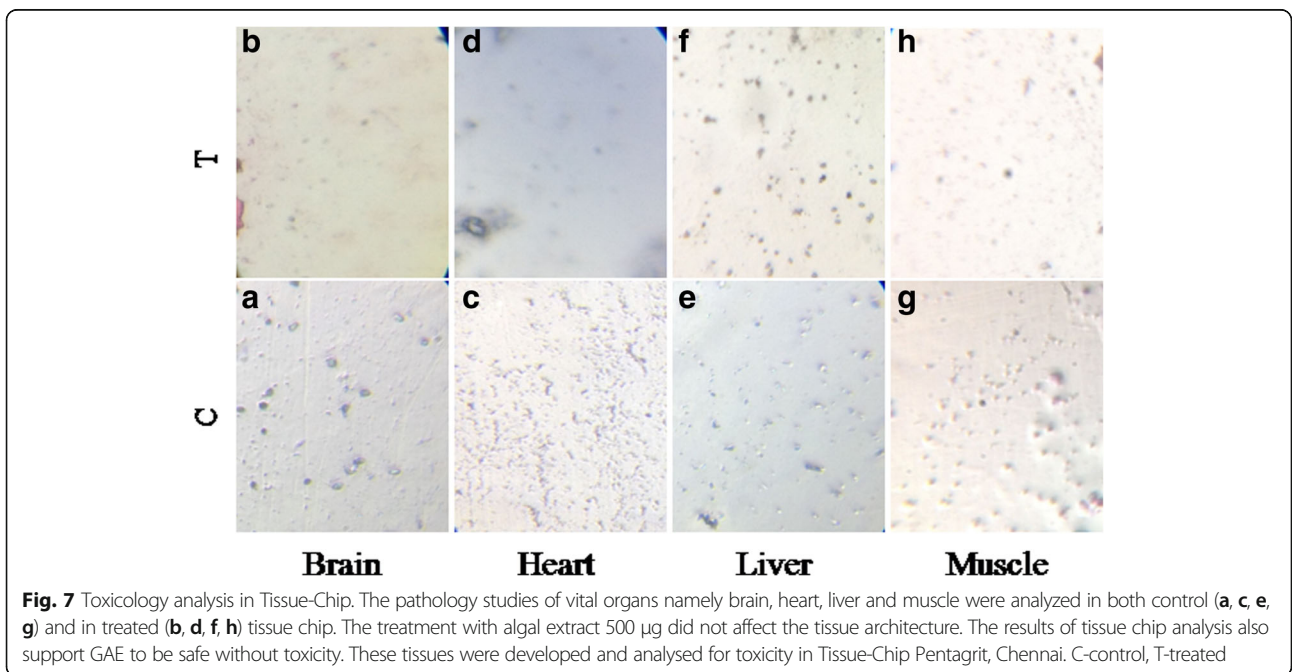 b d f h
T
a c e g
C
Brain Heart Liver Muscle
Fig. 7 Toxicology analysis in Tissue-Chip. The pathology studies of vital organs namely brain, heart, liver and muscle were analyzed in both control (a, c, e,
g) and in treated (b, d, f, h) tissue chip. The treatment with algal extract 500 μg did not affect the tissue architecture. The results of tissue chip analysis also
support GAE to be safe without toxicity. These tissues were developed and analysed for toxicity in Tissue-Chip Pentagrit, Chennai. C-control, T-treated